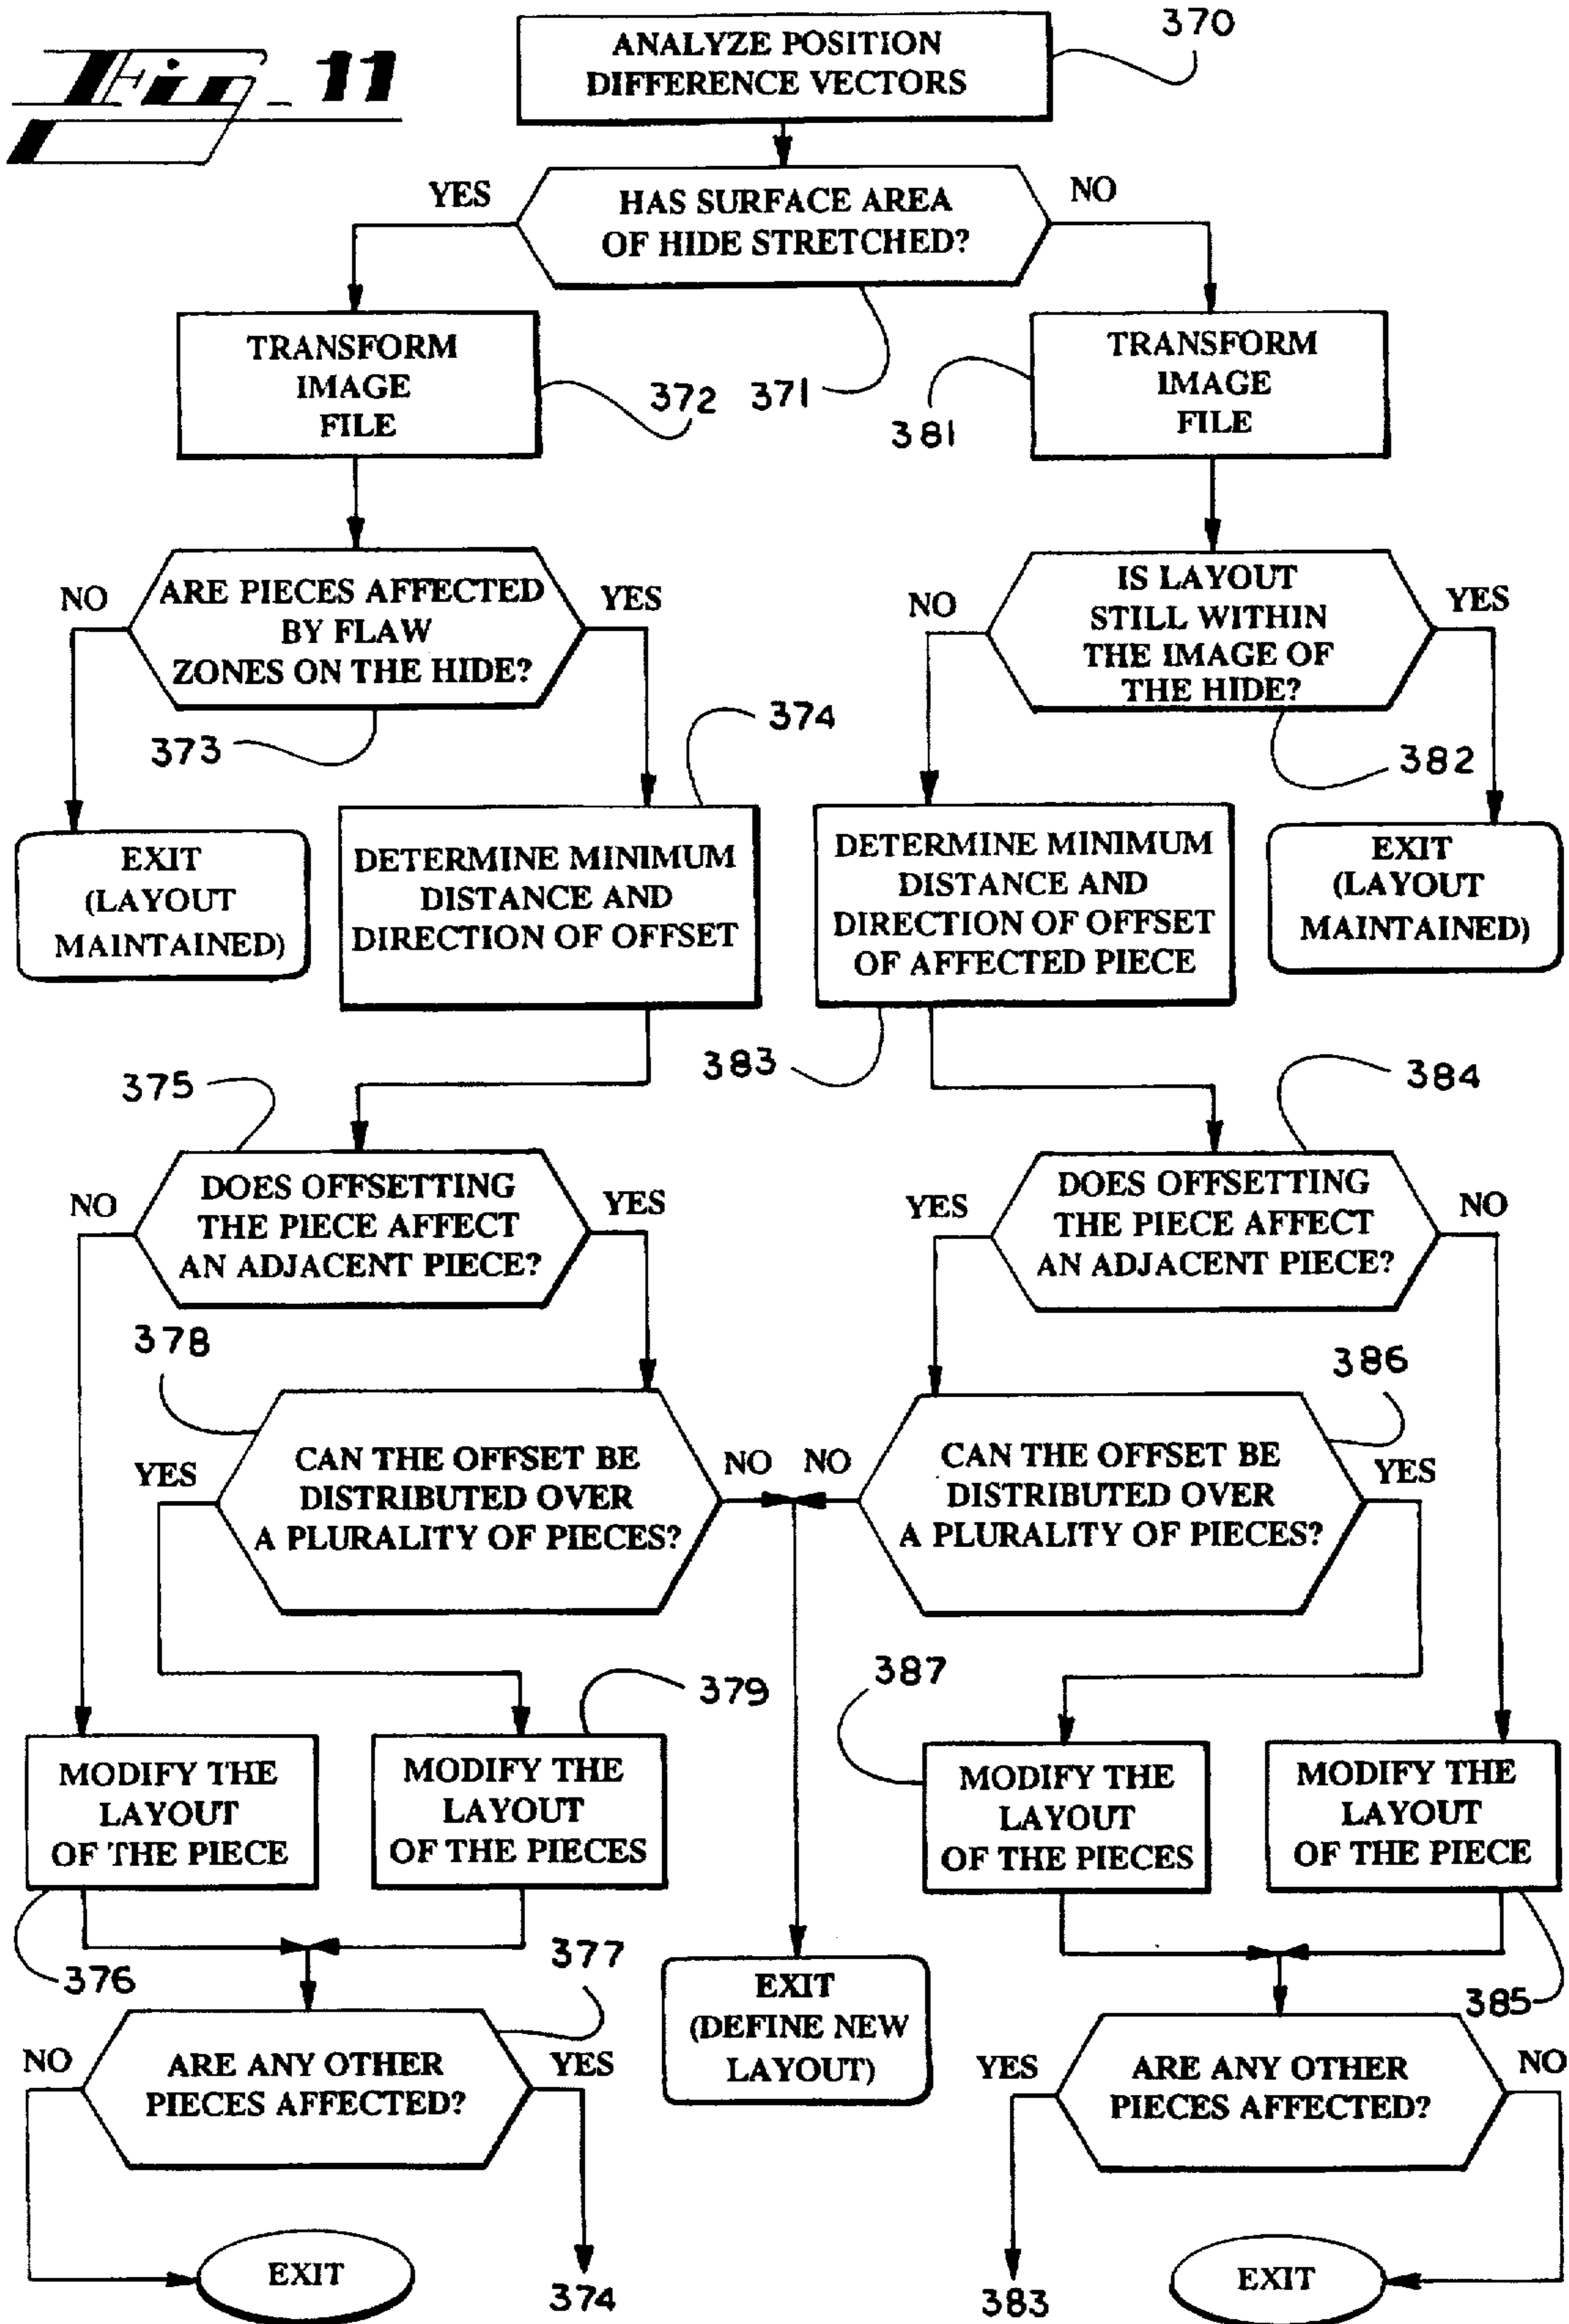 Fig. 11
370
ANALYZE POSITION
DIFFERENCE VECTORS
YES
HAS SURFACE AREA
OF HIDE STRETCHED?
NO
TRANSFORM
IMAGE
FILE
372
371
381
TRANSFORM
IMAGE
FILE
NO
ARE PIECES AFFECTED
BY FLAW
ZONES ON THE HIDE?
YES
NO
IS LAYOUT
STILL WITHIN
THE IMAGE OF
THE HIDE?
YES
373
374
382
EXIT
(LAYOUT
MAINTAINED)
DETERMINE MINIMUM
DISTANCE AND
DIRECTION OF OFFSET
DETERMINE MINIMUM
DISTANCE AND
DIRECTION OF OFFSET
OF AFFECTED PIECE
EXIT
(LAYOUT
MAINTAINED)
375
383
384
NO
DOES OFFSETTING
THE PIECE AFFECT
AN ADJACENT PIECE?
YES
YES
DOES OFFSETTING
THE PIECE AFFECT
AN ADJACENT PIECE?
NO
378
386
YES
CAN THE OFFSET BE
DISTRIBUTED OVER
A PLURALITY OF PIECES?
NO
NO
CAN THE OFFSET BE
DISTRIBUTED OVER
A PLURALITY OF PIECES?
YES
379
387
MODIFY THE
LAYOUT
OF THE PIECE
MODIFY THE
LAYOUT
OF THE PIECES
MODIFY THE
LAYOUT
OF THE PIECES
MODIFY THE
LAYOUT
OF THE PIECE
376
377
385
EXIT
(DEFINE NEW
LAYOUT)
NO
ARE ANY OTHER
PIECES AFFECTED?
YES
YES
ARE ANY OTHER
PIECES AFFECTED?
NO
EXIT
374
383
EXIT